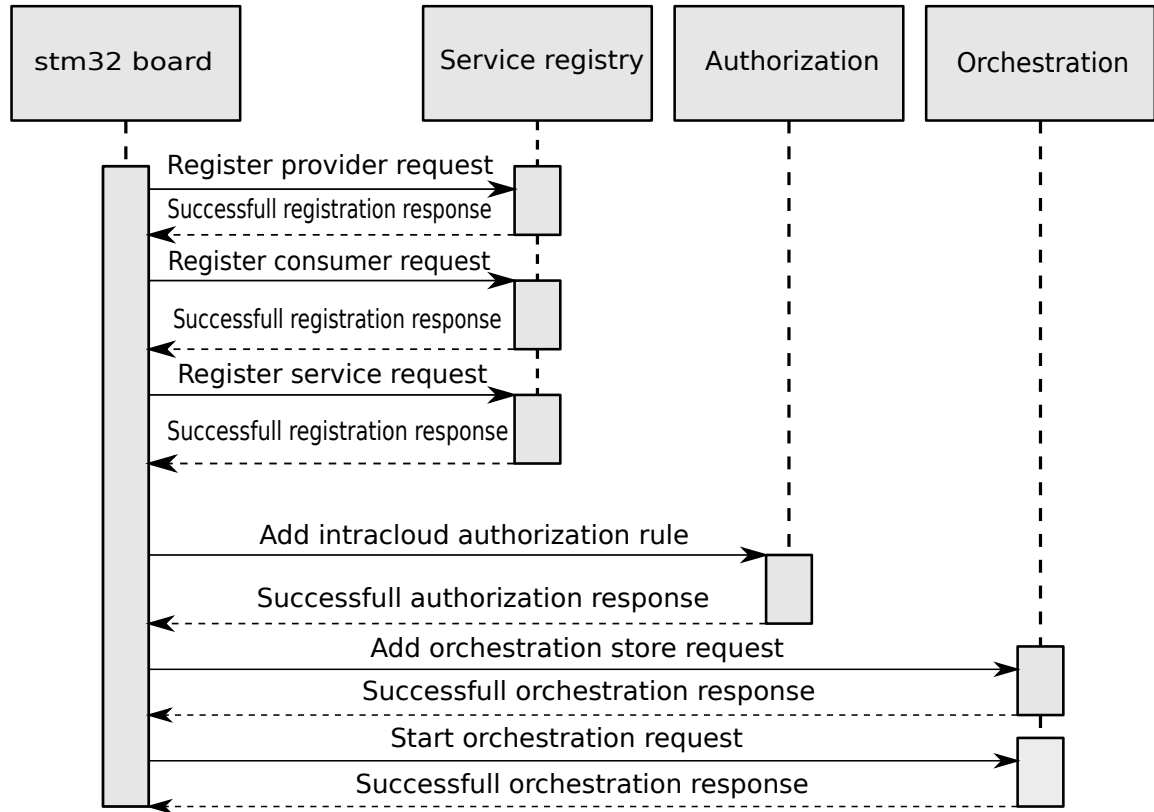 stm32 board
Service registry
Authorization
Orchestration
Register provider request
Successfull registration response
Register consumer request
Successfull registration response
Register service request
Successfull registration response
Add intracloud authorization rule
Successfull authorization response
Add orchestration store request
Successfull orchestration response
Start orchestration request
Successfull orchestration response